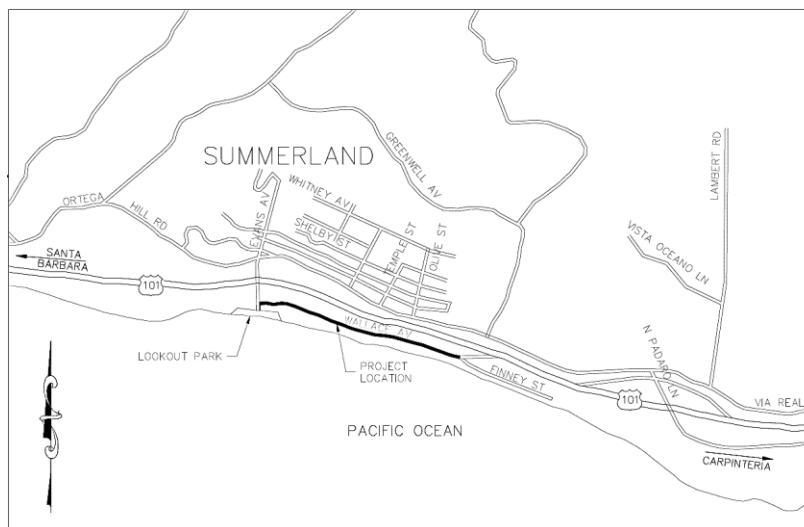 SUMMERLAND
GREENWELL AV
LAMBERT RD
WHITNEY AV
ORTEGA
HILL RD
EVANS AV
SHELBY ST
TEMPLE ST
OLIVE ST
VISTA OCEANO LN
SANTA
BARBARA
101
WALLACE AV
N PADARO LN
LOOKOUT PARK
PROJECT
LOCATION
FINNEY ST
101
VIA REAL
PACIFIC OCEAN
CARPINTERIA